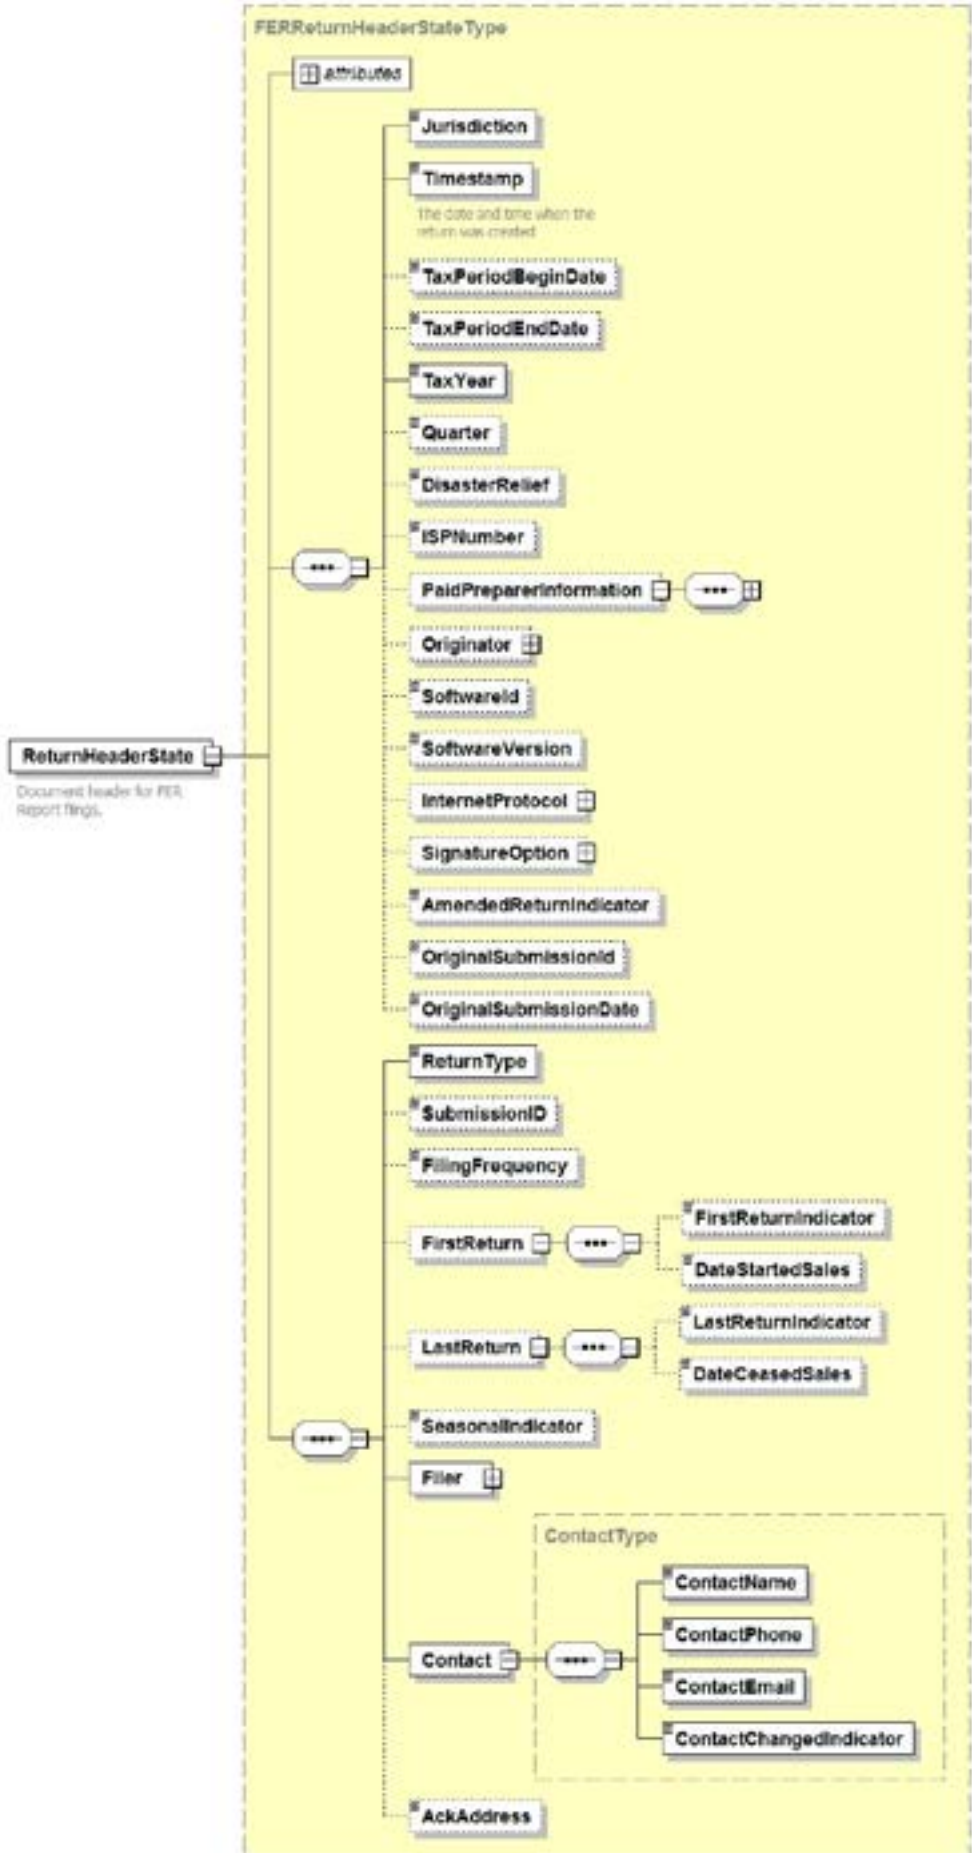 FERReturnHeaderStateType
attributes
Jurisdiction
Timestamp
The date and time when the
return was created
TaxPeriodBeginDate
TaxPeriodEndDate
TaxYear
Quarter
DisasterRelief
ISPNumber
PaidPreparerInformation
Originator
SoftwareId
SoftwareVersion
ReturnHeaderState
Document header for FER
Report filings.
InternetProtocol
SignatureOption
AmendedReturnIndicator
OriginalSubmissionId
OriginalSubmissionDate
ReturnType
SubmissionID
FilingFrequency
FirstReturn
FirstReturnIndicator
DateStartedSales
LastReturn
LastReturnIndicator
DateCeasedSales
SeasonalIndicator
Filer
ContactType
Contact
ContactName
ContactPhone
ContactEmail
ContactChangedIndicator
AckAddress